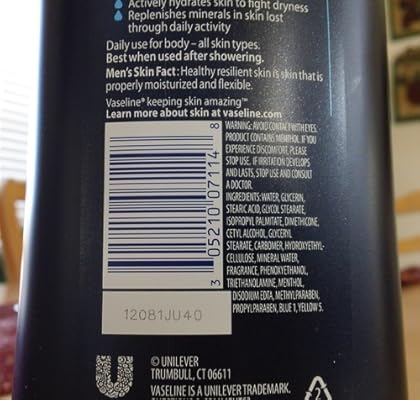 Actively hydrates skin to fight dryness
Replenishes minerals in skin lost
through daily activity
Daily use for body – all skin types.
Best when used after showering.
Men's Skin Fact: Healthy resilient skin is skin that is
properly moisturized and flexible.
Vaseline® keeping skin amazing™
Learn more about skin at vaseline.com
WARNING: AVOID CONTACT WITH EYES.
PRODUCT CONTAINS MENTHOL. IF YOU
EXPERIENCE DISCOMFORT, PLEASE
STOP USE. IF IRRITATION DEVELOPS
AND LASTS, STOP USE AND CONSULT
A DOCTOR.
INGREDIENTS: WATER, GLYCERIN,
STEARIC ACID, GLYCOL STEARATE,
ISOPROPYL PALMITATE, DIMETHICONE,
CETYL ALCOHOL, GLYCERYL
STEARATE, CARBOMER, HYDROXYETHYL-
CELLULOSE, MINERAL WATER,
FRAGRANCE, PHENOXYETHANOL,
TRIETHANOLAMINE, MENTHOL,
DISODIUM EDTA, METHYLPARABEN,
PROPYLPARABEN, BLUE 1, YELLOW 5.
3 05210 07114 8
12081JU40
© UNILEVER
TRUMBULL, CT 06611
VASELINE IS A UNILEVER TRADEMARK.
2